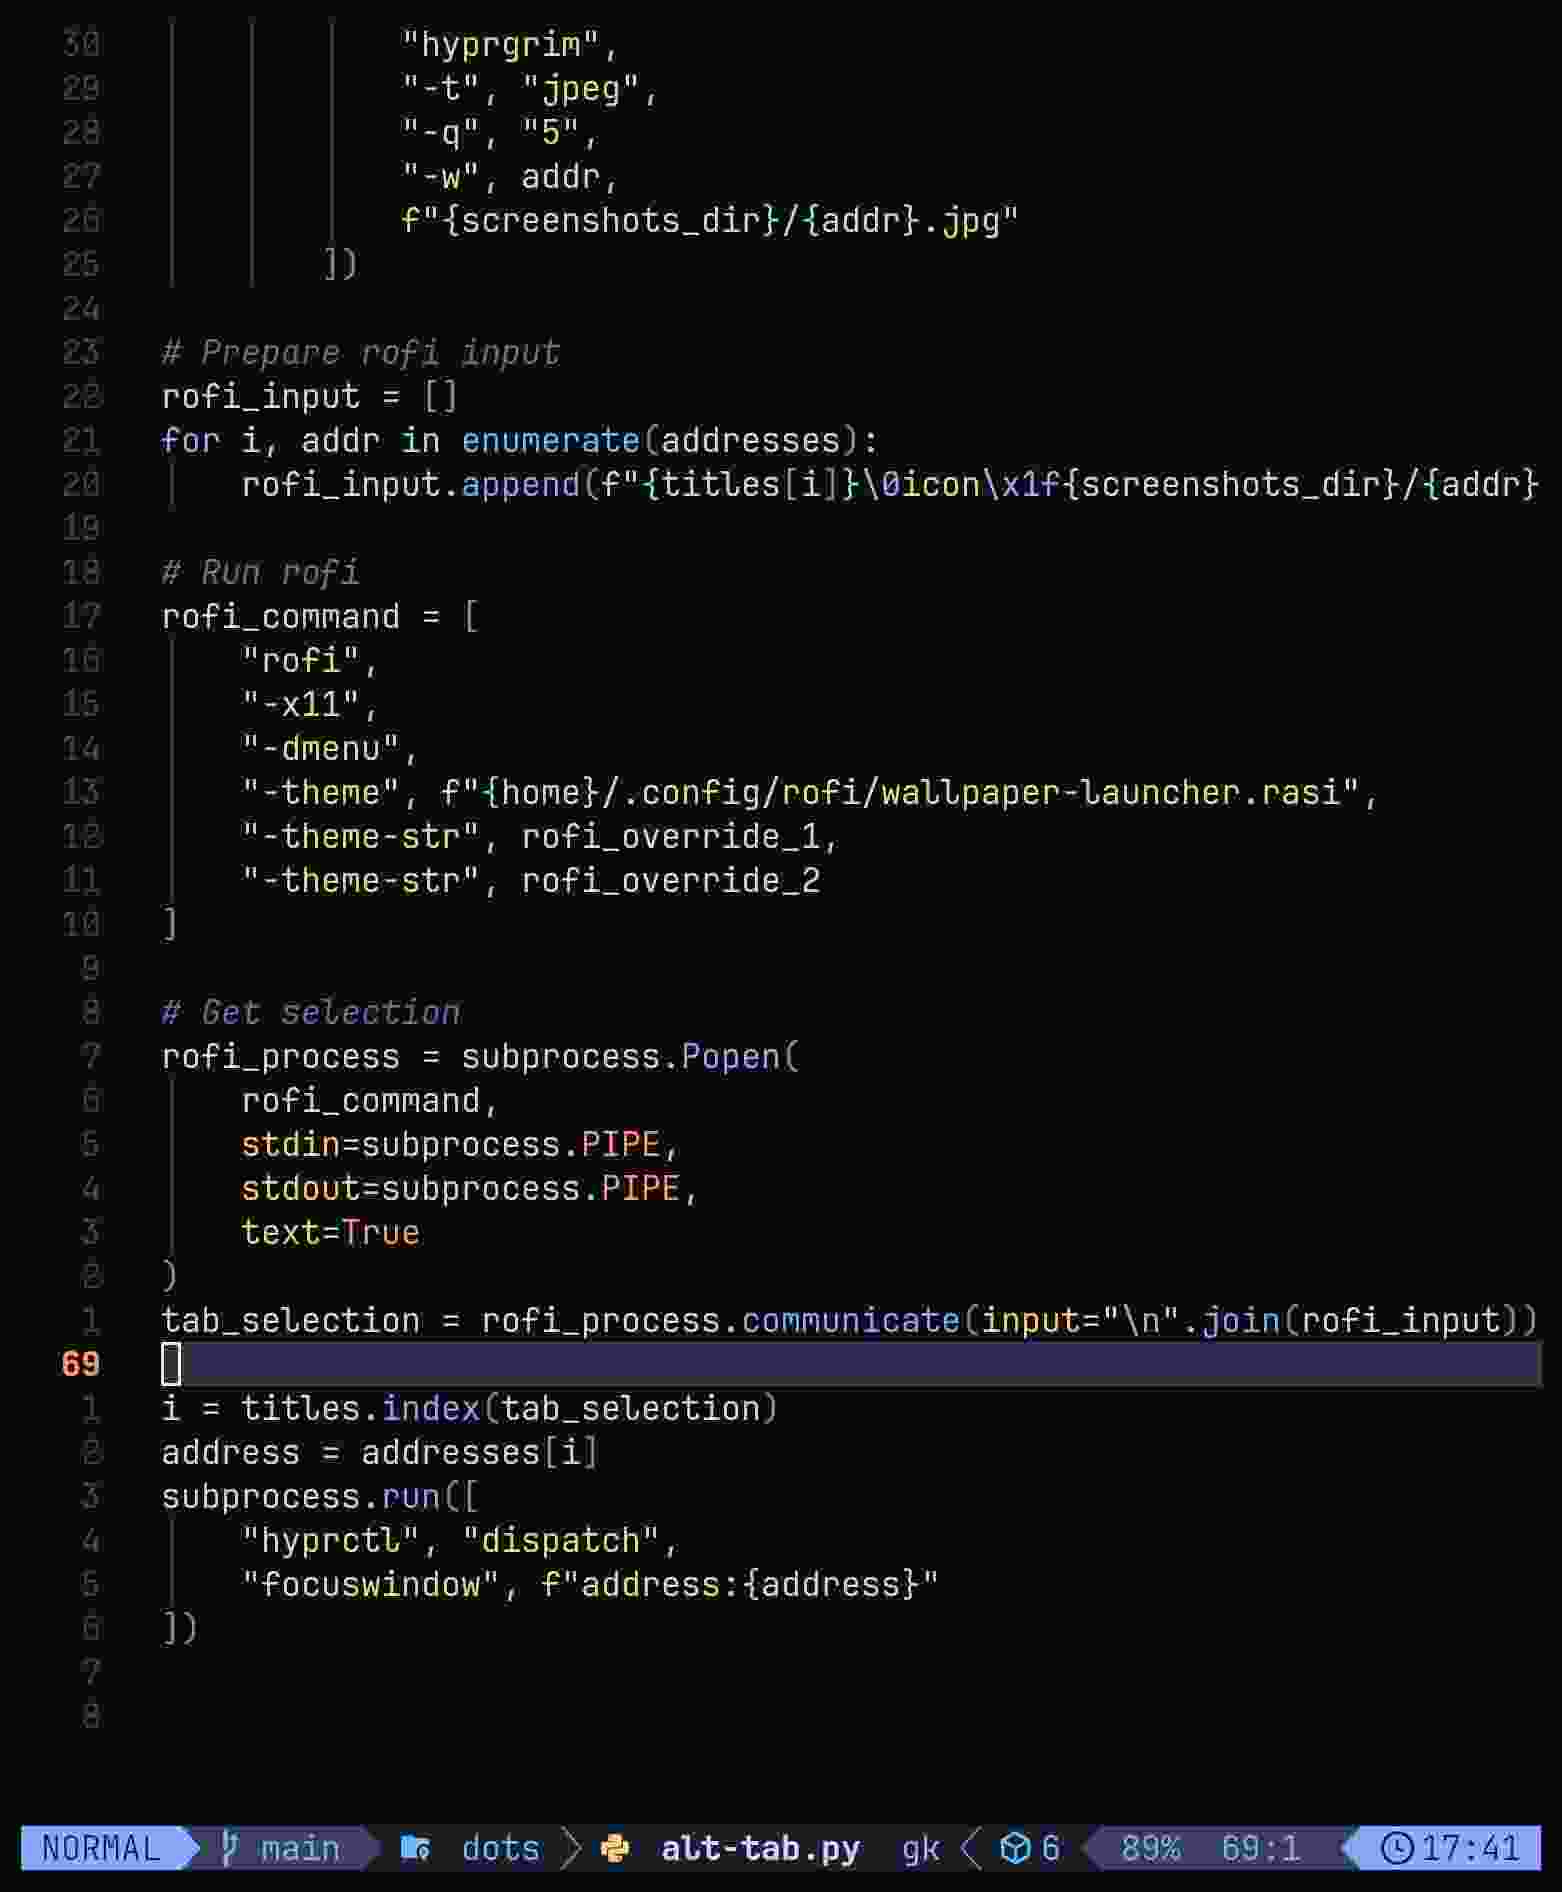 30 "hyprgrim",
29 "-t", "jpeg",
28 "-q", "5",
27 "-w", addr,
26 f"{screenshots_dir}/{addr}.jpg"
25 ])
24
23 # Prepare rofi input
22 rofi_input = []
21 for i, addr in enumerate(addresses):
20 rofi_input.append(f"{titles[i]}\0icon\x1f{screenshots_dir}/{addr}
19
18 # Run rofi
17 rofi_command = [
16 "rofi",
15 "-x11",
14 "-dmenu",
13 "-theme", f"{home}/.config/rofi/wallpaper-launcher.rasi",
12 "-theme-str", rofi_override_1,
11 "-theme-str", rofi_override_2
10 ]
9
8 # Get selection
7 rofi_process = subprocess.Popen(
6 rofi_command,
5 stdin=subprocess.PIPE,
4 stdout=subprocess.PIPE,
3 text=True
2 )
1 tab_selection = rofi_process.communicate(input="\n".join(rofi_input))
69
1 i = titles.index(tab_selection)
2 address = addresses[i]
3 subprocess.run([
4 "hyprctl", "dispatch",
5 "focuswindow", f"address:{address}"
6 ])
7
8
NORMAL main dots alt-tab.py gk 6 89% 69:1 17:41